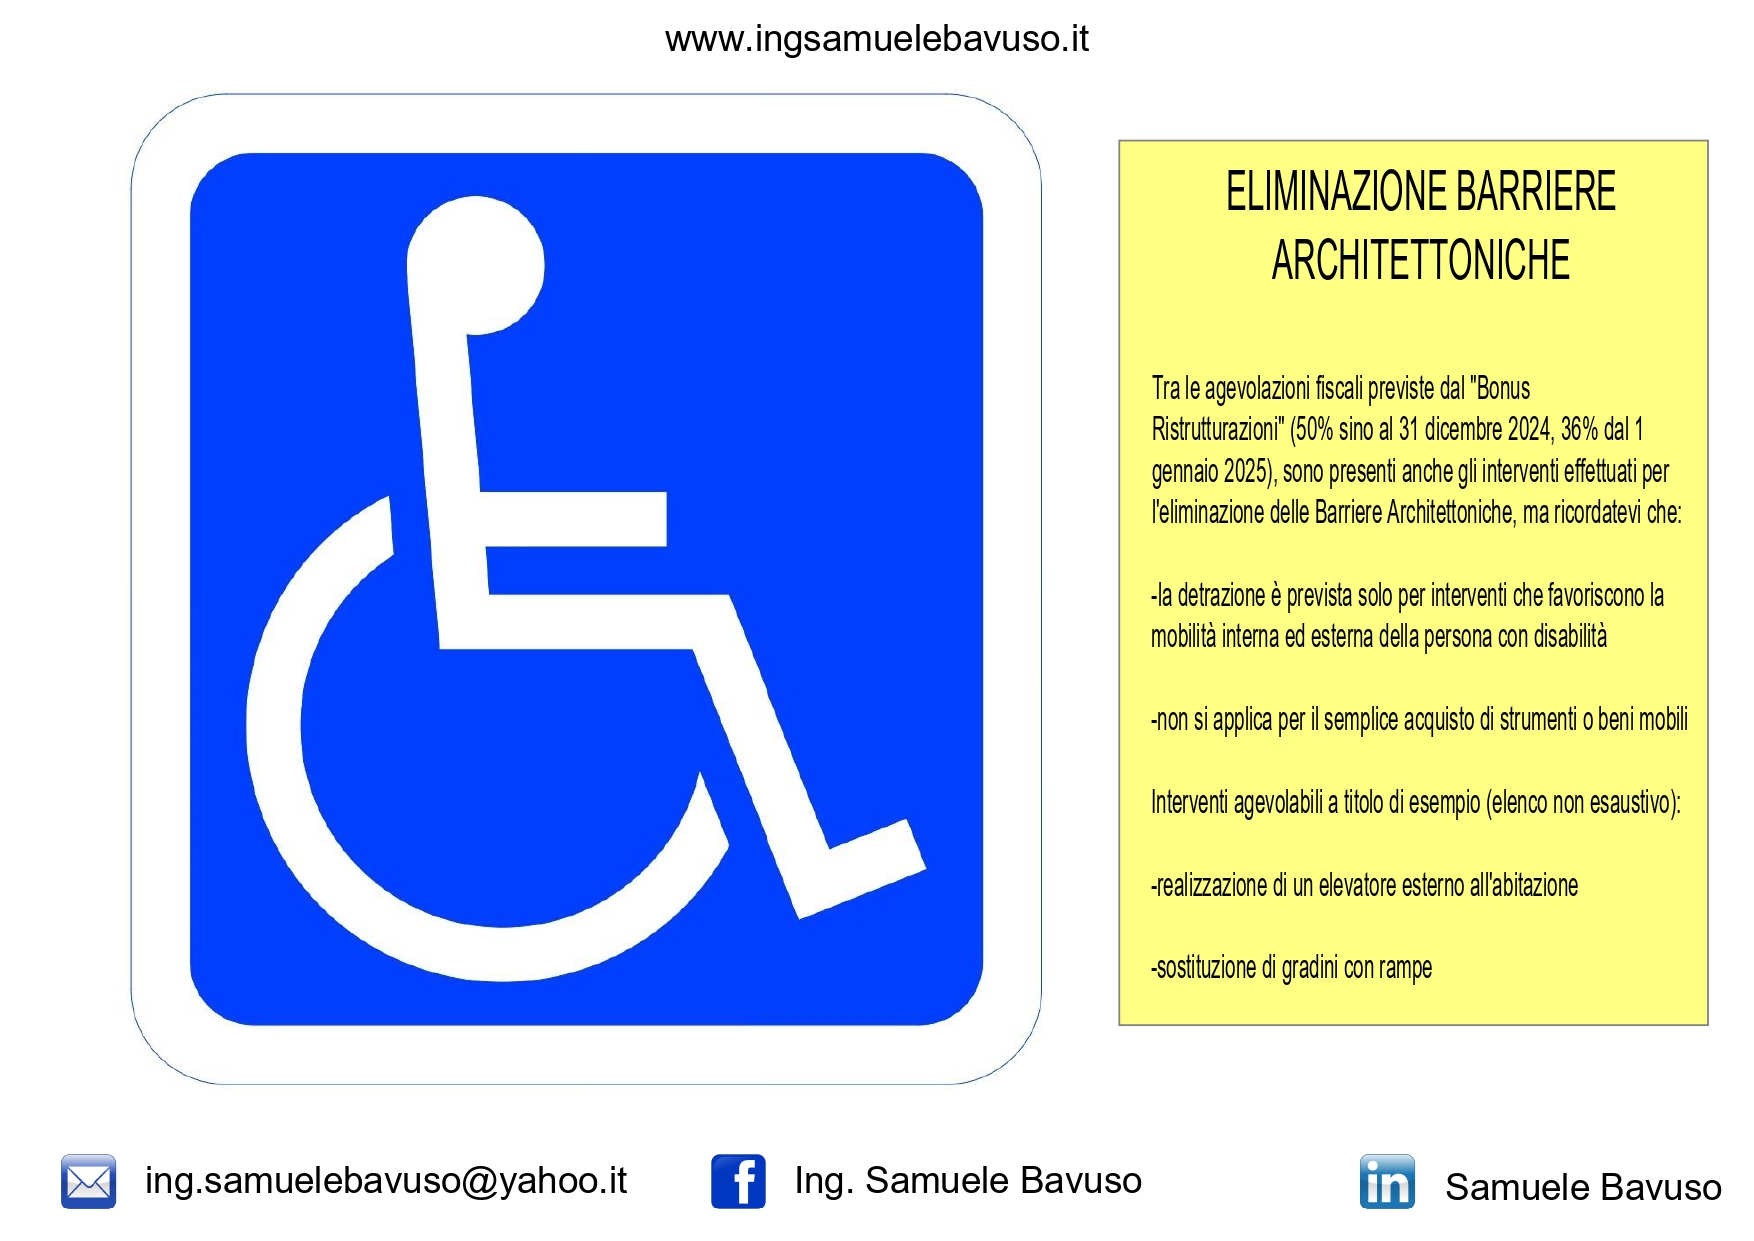 www.ingsamuelebavuso.it
ELIMINAZIONE BARRIERE
ARCHITETTONICHE
Tra le agevolazioni fiscali previste dal "Bonus
Ristrutturazioni" (50% sino al 31 dicembre 2024, 36% dal 1
gennaio 2025), sono presenti anche gli interventi effettuati per
l'eliminazione delle Barriere Architettoniche, ma ricordatevi che:
-la detrazione è prevista solo per interventi che favoriscono la
mobilità interna ed esterna della persona con disabilità
-non si applica per il semplice acquisto di strumenti o beni mobili
Interventi agevolabili a titolo di esempio (elenco non esaustivo):
-realizzazione di un elevatore esterno all'abitazione
-sostituzione di gradini con rampe
ing.samuelebavuso@yahoo.it
f Ing. Samuele Bavuso
in Samuele Bavuso